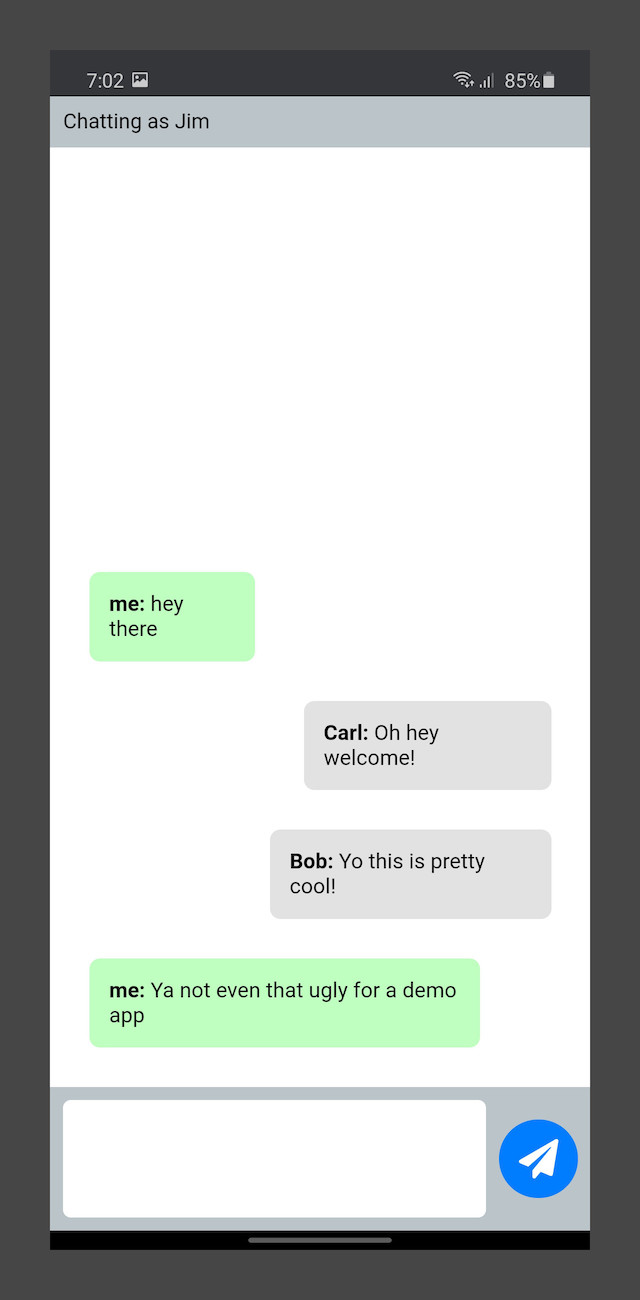 7:02 85%
Chatting as Jim
me: hey
there
Carl: Oh hey
welcome!
Bob: Yo this is pretty
cool!
me: Ya not even that ugly for a demo
app